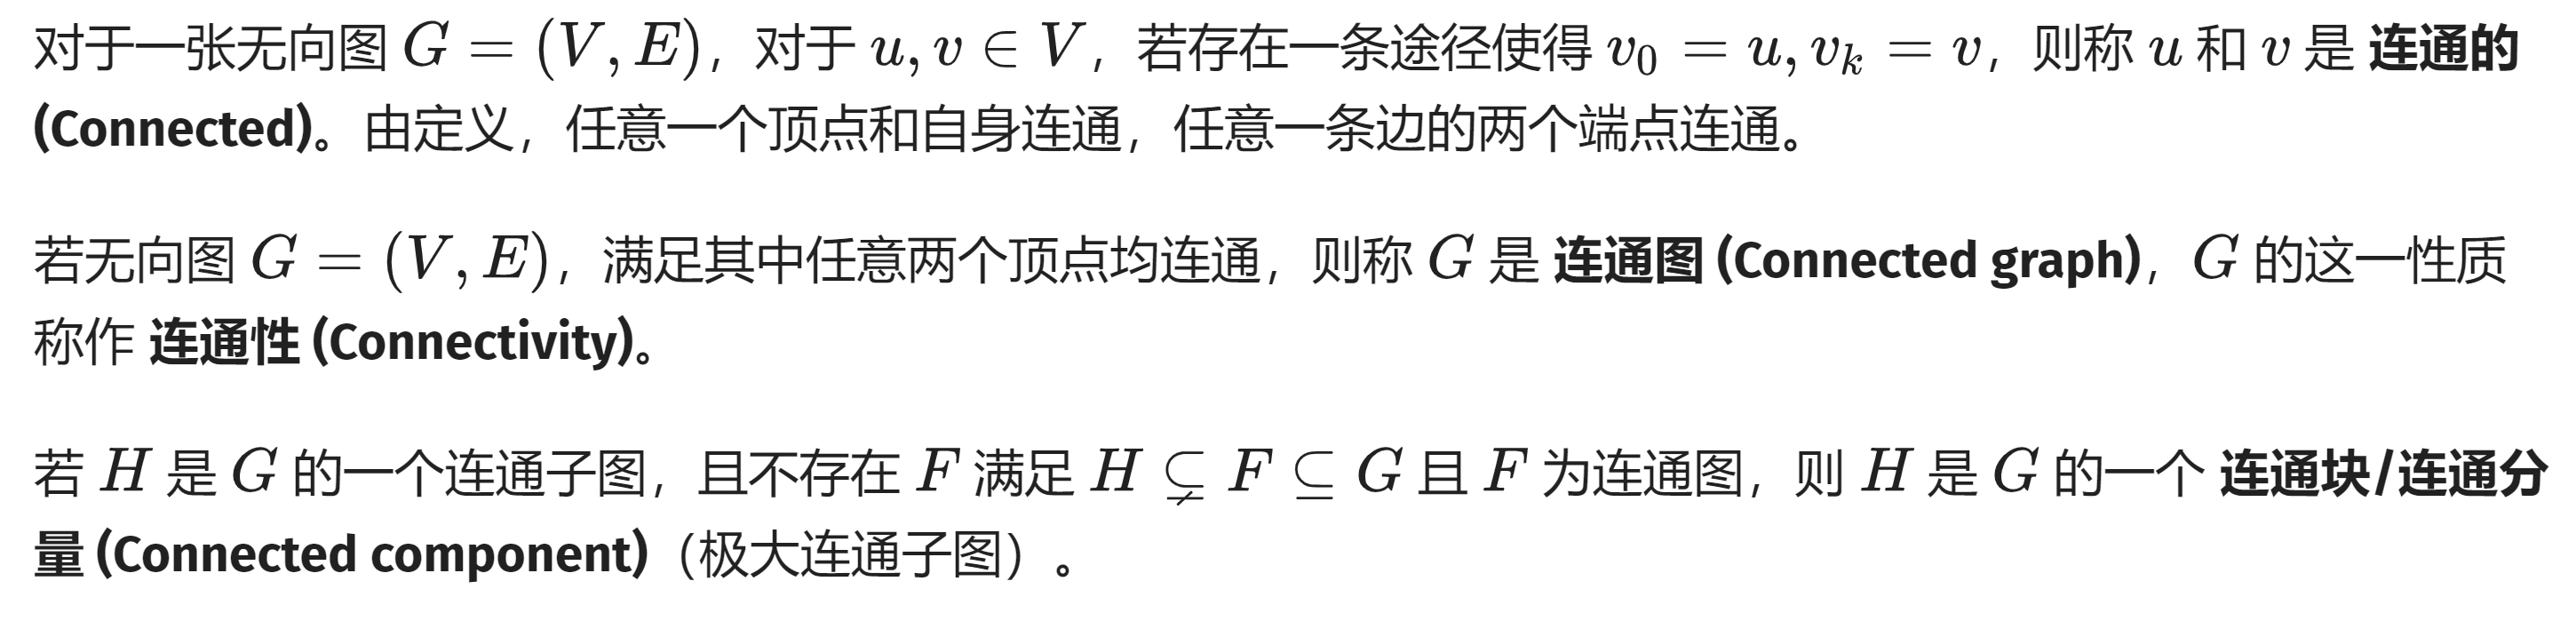 对于一张无向图 G = (V, E)，对于 u, v ∈ V，若存在一条途径使得 v₀ = u, vₖ = v，则称 u 和 v 是 连通的
(Connected)。由定义，任意一个顶点和自身连通，任意一条边的两个端点连通。
若无向图 G = (V, E)，满足其中任意两个顶点均连通，则称 G 是 连通图 (Connected graph)，G 的这一性质
称作 连通性 (Connectivity)。
若 H 是 G 的一个连通子图，且不存在 F 满足 H ⊊ F ⊆ G 且 F 为连通图，则 H 是 G 的一个 连通块/连通分
量 (Connected component)（极大连通子图）。